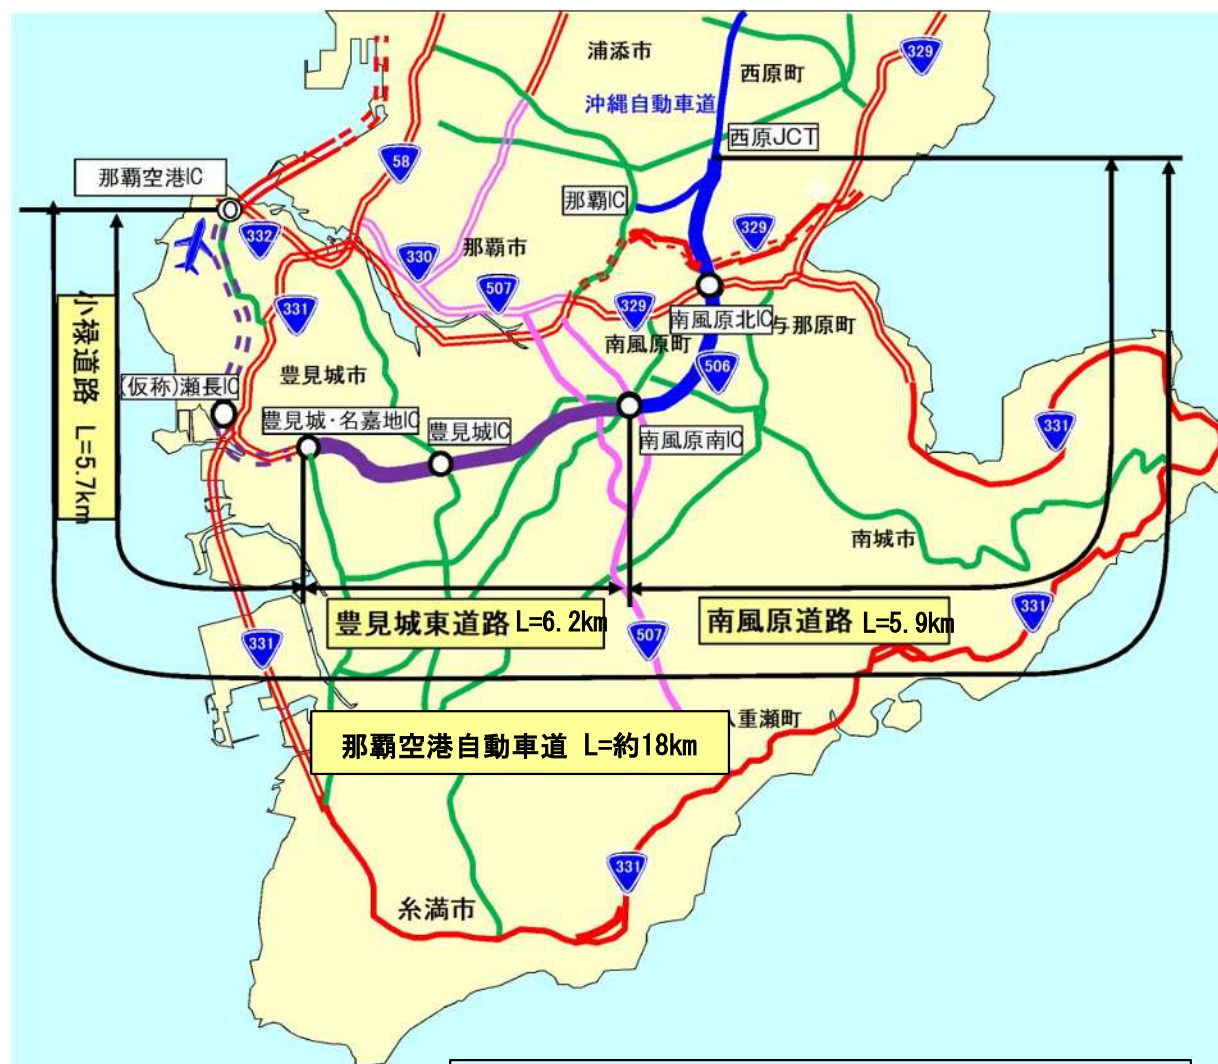 浦添市
329
西原町
沖縄自動車道
西原JCT
58
那覇空港IC
那覇IC
332
那覇市
330
329
507
331
329
南風原北IC
与那原町
南風原町
小禄道路 L=5.7km
豊見城市
506
(仮称)瀬長IC
豊見城・名嘉地IC
豊見城IC
南風原南IC
331
南城市
豊見城東道路 L=6.2km
南風原道路 L=5.9km
331
331
507
八重瀬町
那覇空港自動車道 L=約18km
331
糸満市